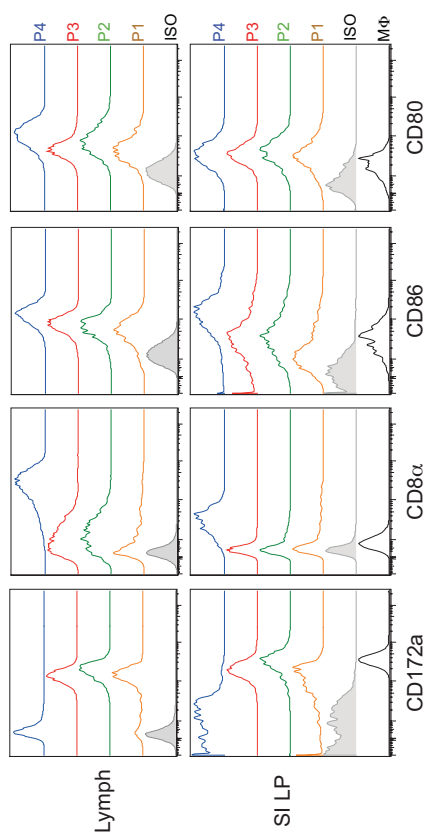 Lymph
P4
P3
P2
P1
ISO
SI LP
P4
P3
P2
P1
ISO
MΦ
CD172a
CD8α
CD86
CD80